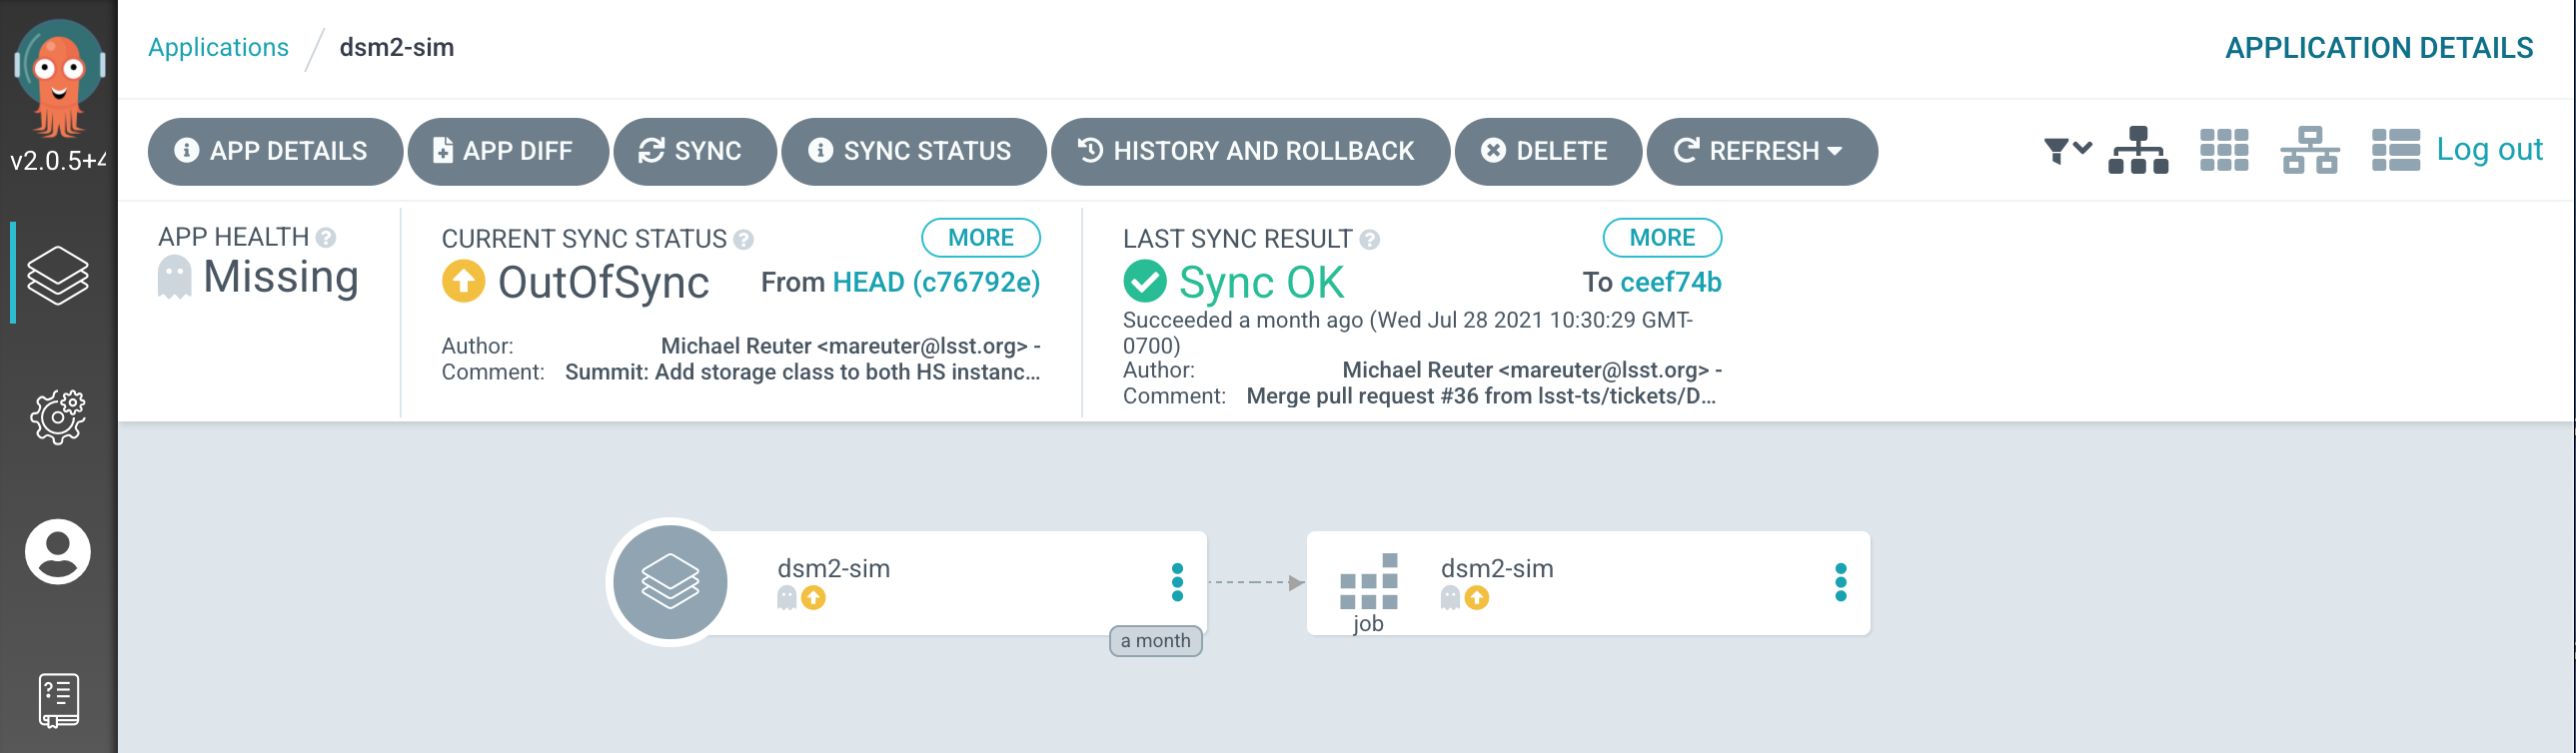 Applications / dsm2-sim
APPLICATION DETAILS
v2.0.5+4
APP DETAILS
APP DIFF
SYNC
SYNC STATUS
HISTORY AND ROLLBACK
DELETE
REFRESH
Log out
APP HEALTH
Missing
CURRENT SYNC STATUS
MORE
OutOfSync
From HEAD (c76792e)
Author: Michael Reuter <mareuter@lsst.org> -
Comment: Summit: Add storage class to both HS instanc...
LAST SYNC RESULT
MORE
Sync OK
To ceef74b
Succeeded a month ago (Wed Jul 28 2021 10:30:29 GMT-
0700)
Author: Michael Reuter <mareuter@lsst.org> -
Comment: Merge pull request #36 from lsst-ts/tickets/D...
dsm2-sim
a month
dsm2-sim
job